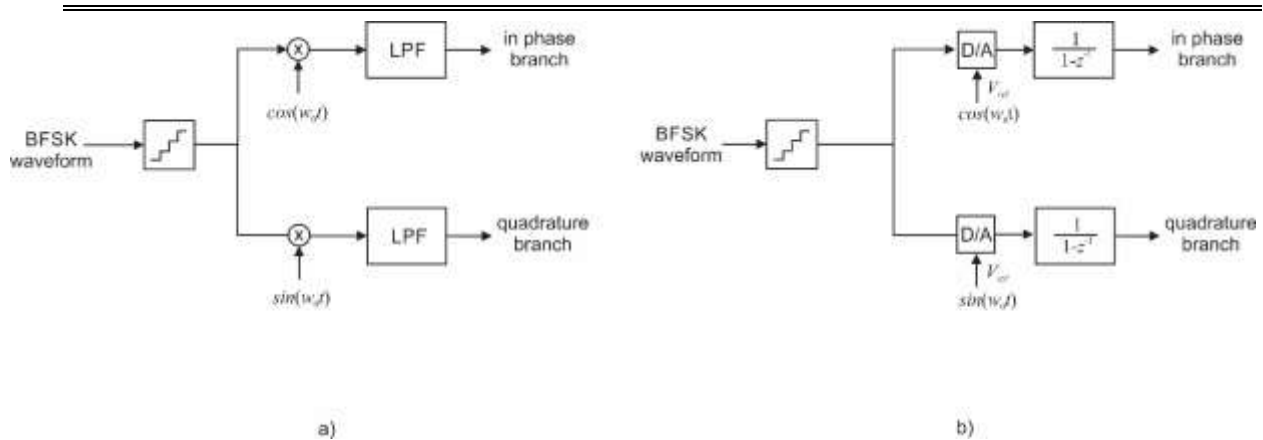 in phase
branch
X
LPF
cos(w₀t)
BFSK
waveform
X
LPF
quadrature
branch
sin(w₀t)
a)
in phase
branch
D/A
1
1-z⁻¹
cos(w₀t)
BFSK
waveform
D/A
1
1-z⁻¹
quadrature
branch
sin(w₀t)
b)